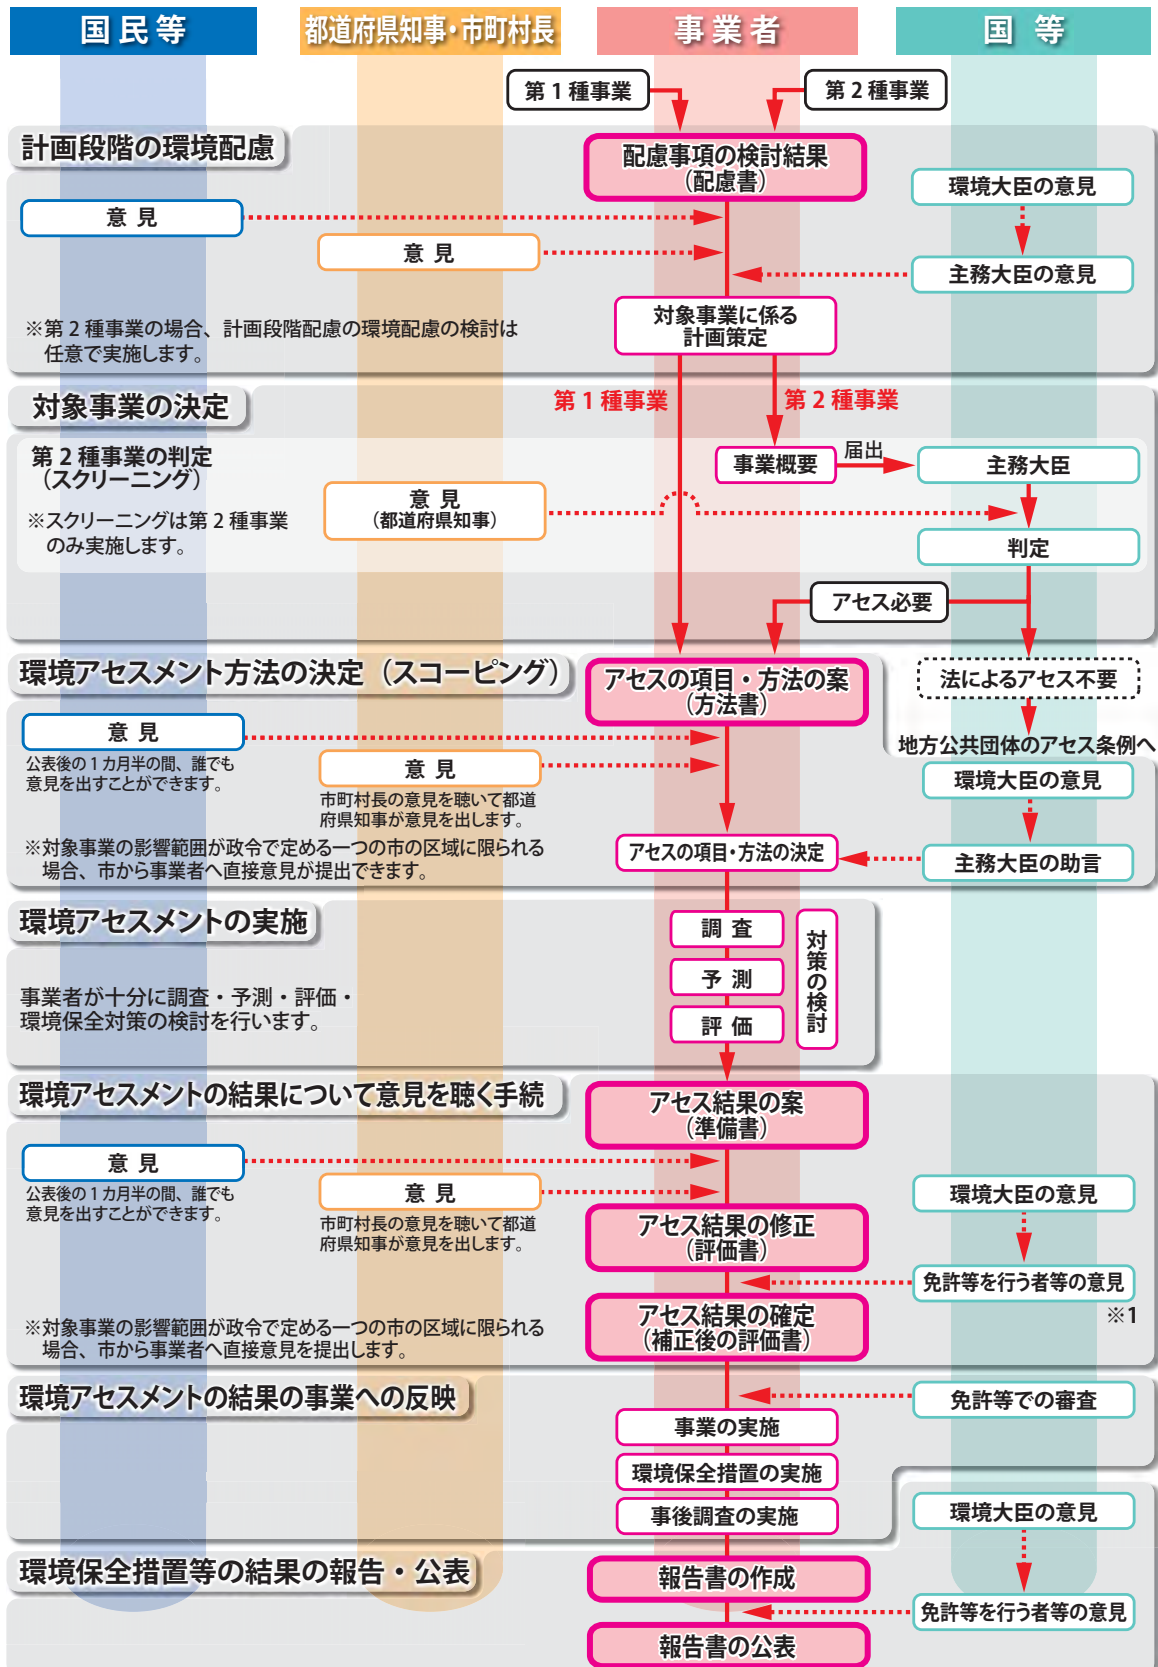 国民等
都道府県知事・市町村長
事業者
国 等
第1種事業
第2種事業
計画段階の環境配慮
配慮事項の検討結果
（配慮書）
環境大臣の意見
意 見
意 見
主務大臣の意見
対象事業に係る
計画策定
※第2種事業の場合、計画段階配慮の環境配慮の検討は
任意で実施します。
対象事業の決定
第1種事業
第2種事業
第2種事業の判定
（スクリーニング）
事業概要
届出
主務大臣
意 見
（都道府県知事）
※スクリーニングは第2種事業
のみ実施します。
判定
アセス必要
環境アセスメント方法の決定（スコーピング）
アセスの項目・方法の案
（方法書）
法によるアセス不要
地方公共団体のアセス条例へ
意 見
公表後の1カ月半の間、誰でも
意見を出すことができます。
意 見
市町村長の意見を聴いて都道
府県知事が意見を出します。
環境大臣の意見
※対象事業の影響範囲が政令で定める一つの市の区域に限られる
場合、市から事業者へ直接意見が提出できます。
アセスの項目・方法の決定
主務大臣の助言
環境アセスメントの実施
調 査
予 測
評 価
対策の検討
事業者が十分に調査・予測・評価・
環境保全対策の検討を行います。
環境アセスメントの結果について意見を聴く手続
アセス結果の案
（準備書）
意 見
公表後の1カ月半の間、誰でも
意見を出すことができます。
意 見
市町村長の意見を聴いて都道
府県知事が意見を出します。
環境大臣の意見
アセス結果の修正
（評価書）
免許等を行う者等の意見
※1
アセス結果の確定
（補正後の評価書）
※対象事業の影響範囲が政令で定める一つの市の区域に限られる
場合、市から事業者へ直接意見を提出します。
環境アセスメントの結果の事業への反映
免許等での審査
事業の実施
環境保全措置の実施
事後調査の実施
環境大臣の意見
環境保全措置等の結果の報告・公表
報告書の作成
免許等を行う者等の意見
報告書の公表